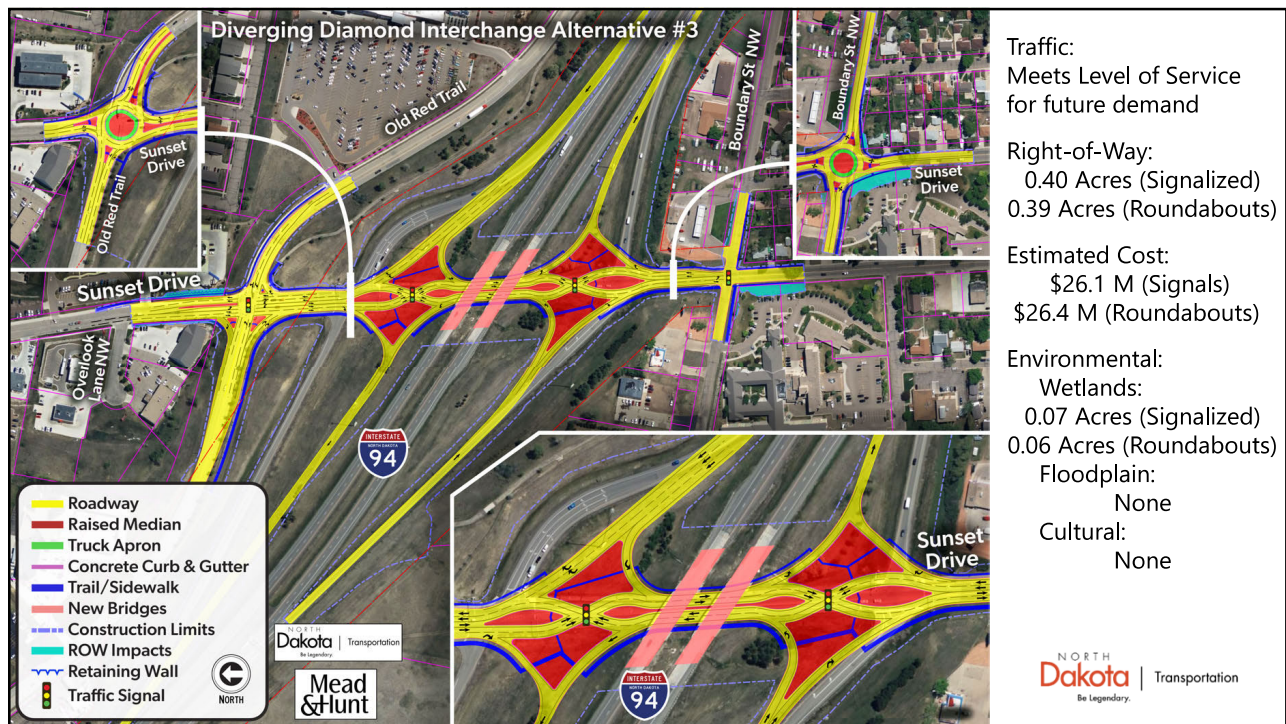 Diverging Diamond Interchange Alternative #3
Sunset
Drive
Old Red Trail
Old Red Trail
Boundary St NW
Boundary St NW
Sunset
Drive
Sunset Drive
Overlook
Lane NW
INTERSTATE
NORTH DAKOTA
94
Sunset
Drive
INTERSTATE
NORTH DAKOTA
94
Roadway
Raised Median
Truck Apron
Concrete Curb & Gutter
Trail/Sidewalk
New Bridges
Construction Limits
ROW Impacts
Retaining Wall
Traffic Signal
NORTH
NORTH
Dakota | Transportation
Be Legendary.
Mead
&Hunt
Traffic:
Meets Level of Service
for future demand
Right-of-Way:
0.40 Acres (Signalized)
0.39 Acres (Roundabouts)
Estimated Cost:
$26.1 M (Signals)
$26.4 M (Roundabouts)
Environmental:
Wetlands:
0.07 Acres (Signalized)
0.06 Acres (Roundabouts)
Floodplain:
None
Cultural:
None
NORTH
Dakota | Transportation
Be Legendary.